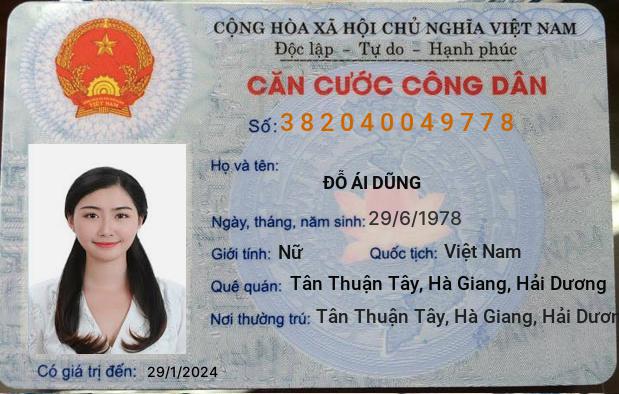 CỘNG HÒA XÃ HỘI CHỦ NGHĨA VIỆT NAM
Độc lập - Tự do - Hạnh phúc
CĂN CƯỚC CÔNG DÂN
Số: 382040049778
Họ và tên:
ĐỖ ÁI DŨNG
Ngày, tháng, năm sinh: 29/6/1978
Giới tính: Nữ Quốc tịch: Việt Nam
Quê quán: Tân Thuận Tây, Hà Giang, Hải Dương
Nơi thường trú: Tân Thuận Tây, Hà Giang, Hải Dươn
Có giá trị đến: 29/1/2024
VIỆT NAM